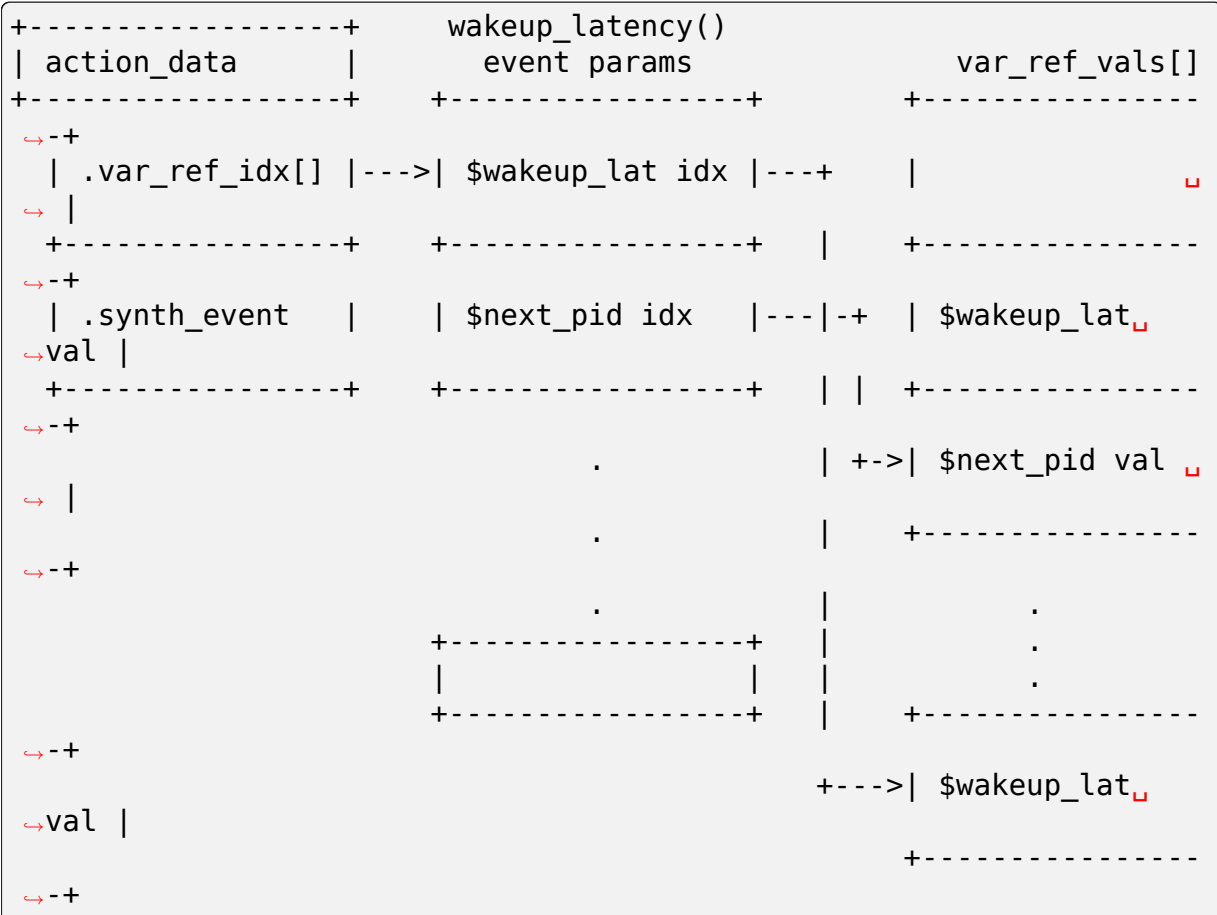 +------------------+     wakeup_latency()
| action_data      |       event params               var_ref_vals[]
+------------------+    +-----------------+        +----------------
↪-+
  | .var_ref_idx[] |--->| $wakeup_lat idx |---+    |                ␣
↪ |
  +----------------+    +-----------------+   |    +----------------
↪-+
  | .synth_event   |    | $next_pid idx   |---|-+  | $wakeup_lat␣
↪val |
  +----------------+    +-----------------+   | |  +----------------
↪-+
                                 .            | +->| $next_pid val ␣
↪ |
                                 .            |    +----------------
↪-+
                                 .            |           .
                        +-----------------+   |           .
                        |                 |   |           .
                        +-----------------+   |    +----------------
↪-+
                                              +--->| $wakeup_lat␣
↪val |
                                                   +----------------
↪-+